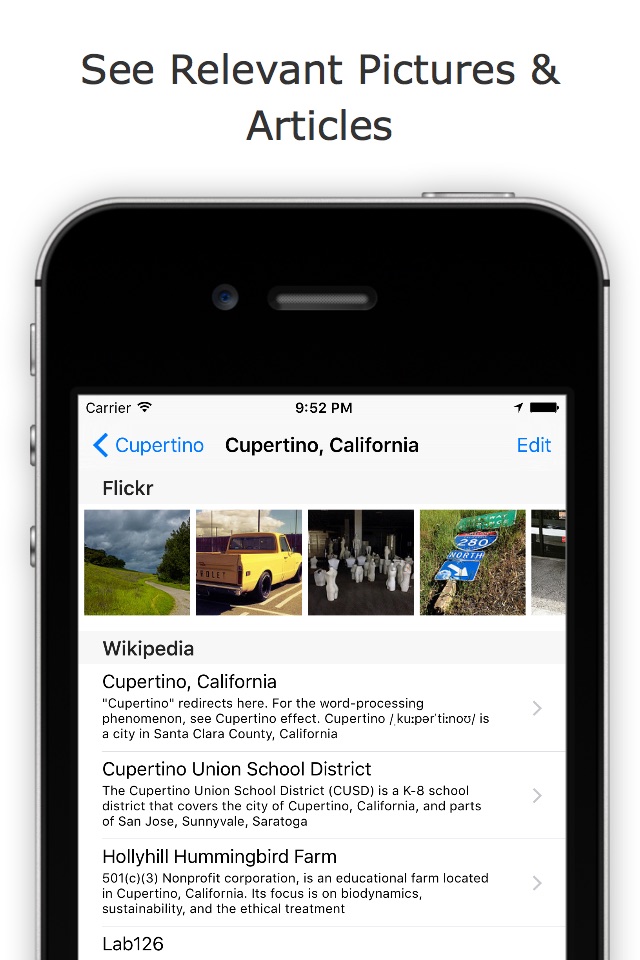 See Relevant Pictures &
Articles
Carrier
9:52 PM
Cupertino
Cupertino, California
Edit
Flickr
280
NORTH
Wikipedia
Cupertino, California
"Cupertino" redirects here. For the word-processing
phenomenon, see Cupertino effect. Cupertino /ˌkuːpərˈtiːnoʊ/ is
a city in Santa Clara County, California
Cupertino Union School District
The Cupertino Union School District (CUSD) is a K-8 school
district that covers the city of Cupertino, California, and parts
of San Jose, Sunnyvale, Saratoga
Hollyhill Hummingbird Farm
501(c)(3) Nonprofit corporation, is an educational farm located
in Cupertino, California. Its focus is on biodynamics,
sustainability, and the ethical treatment
Lab126